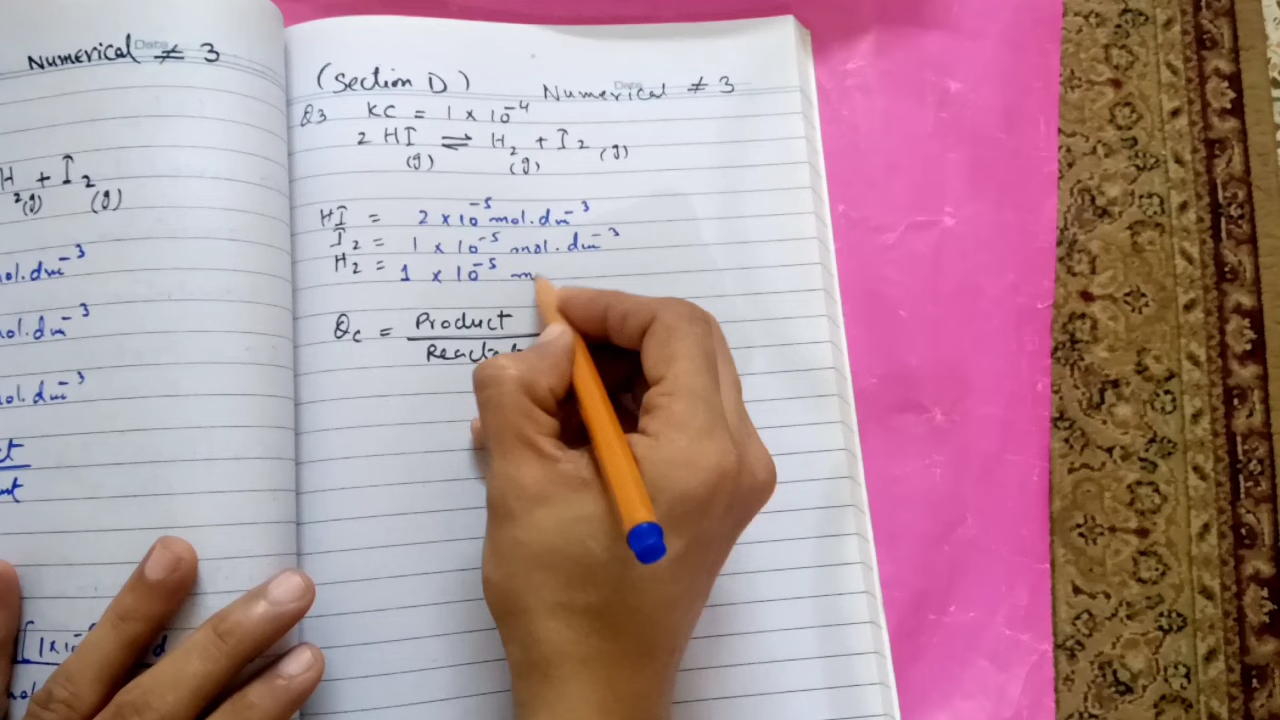 Numerical ≠ 3
H2(g) + I2(g)
mol.dm⁻³
mol.dm⁻³
mol.dm⁻³
(Section D)
Date
Numerical ≠ 3
Q3 KC = 1 × 10⁻⁴
2 HI(g) ⇌ H2(g) + I2(g)
HI = 2 × 10⁻⁵ mol.dm⁻³
I2 = 1 × 10⁻⁵ mol.dm⁻³
H2 = 1 × 10⁻⁵ m
Qc = Product